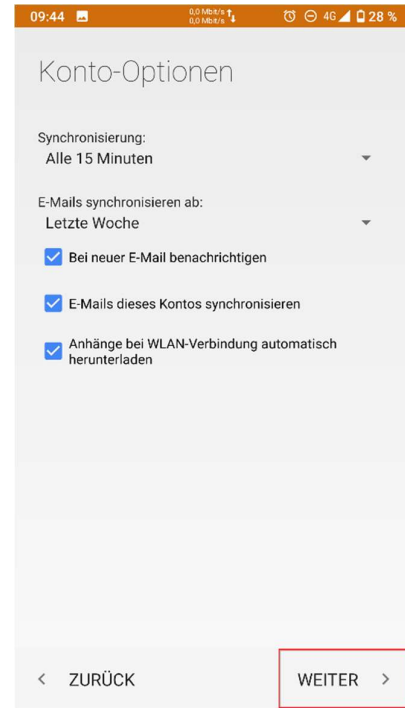 09:44 0,0 Mbit/s 4G 28 %
0,0 Mbit/s
Konto-Optionen
Synchronisierung:
Alle 15 Minuten
E-Mails synchronisieren ab:
Letzte Woche
Bei neuer E-Mail benachrichtigen
E-Mails dieses Kontos synchronisieren
Anhänge bei WLAN-Verbindung automatisch
herunterladen
ZURÜCK WEITER